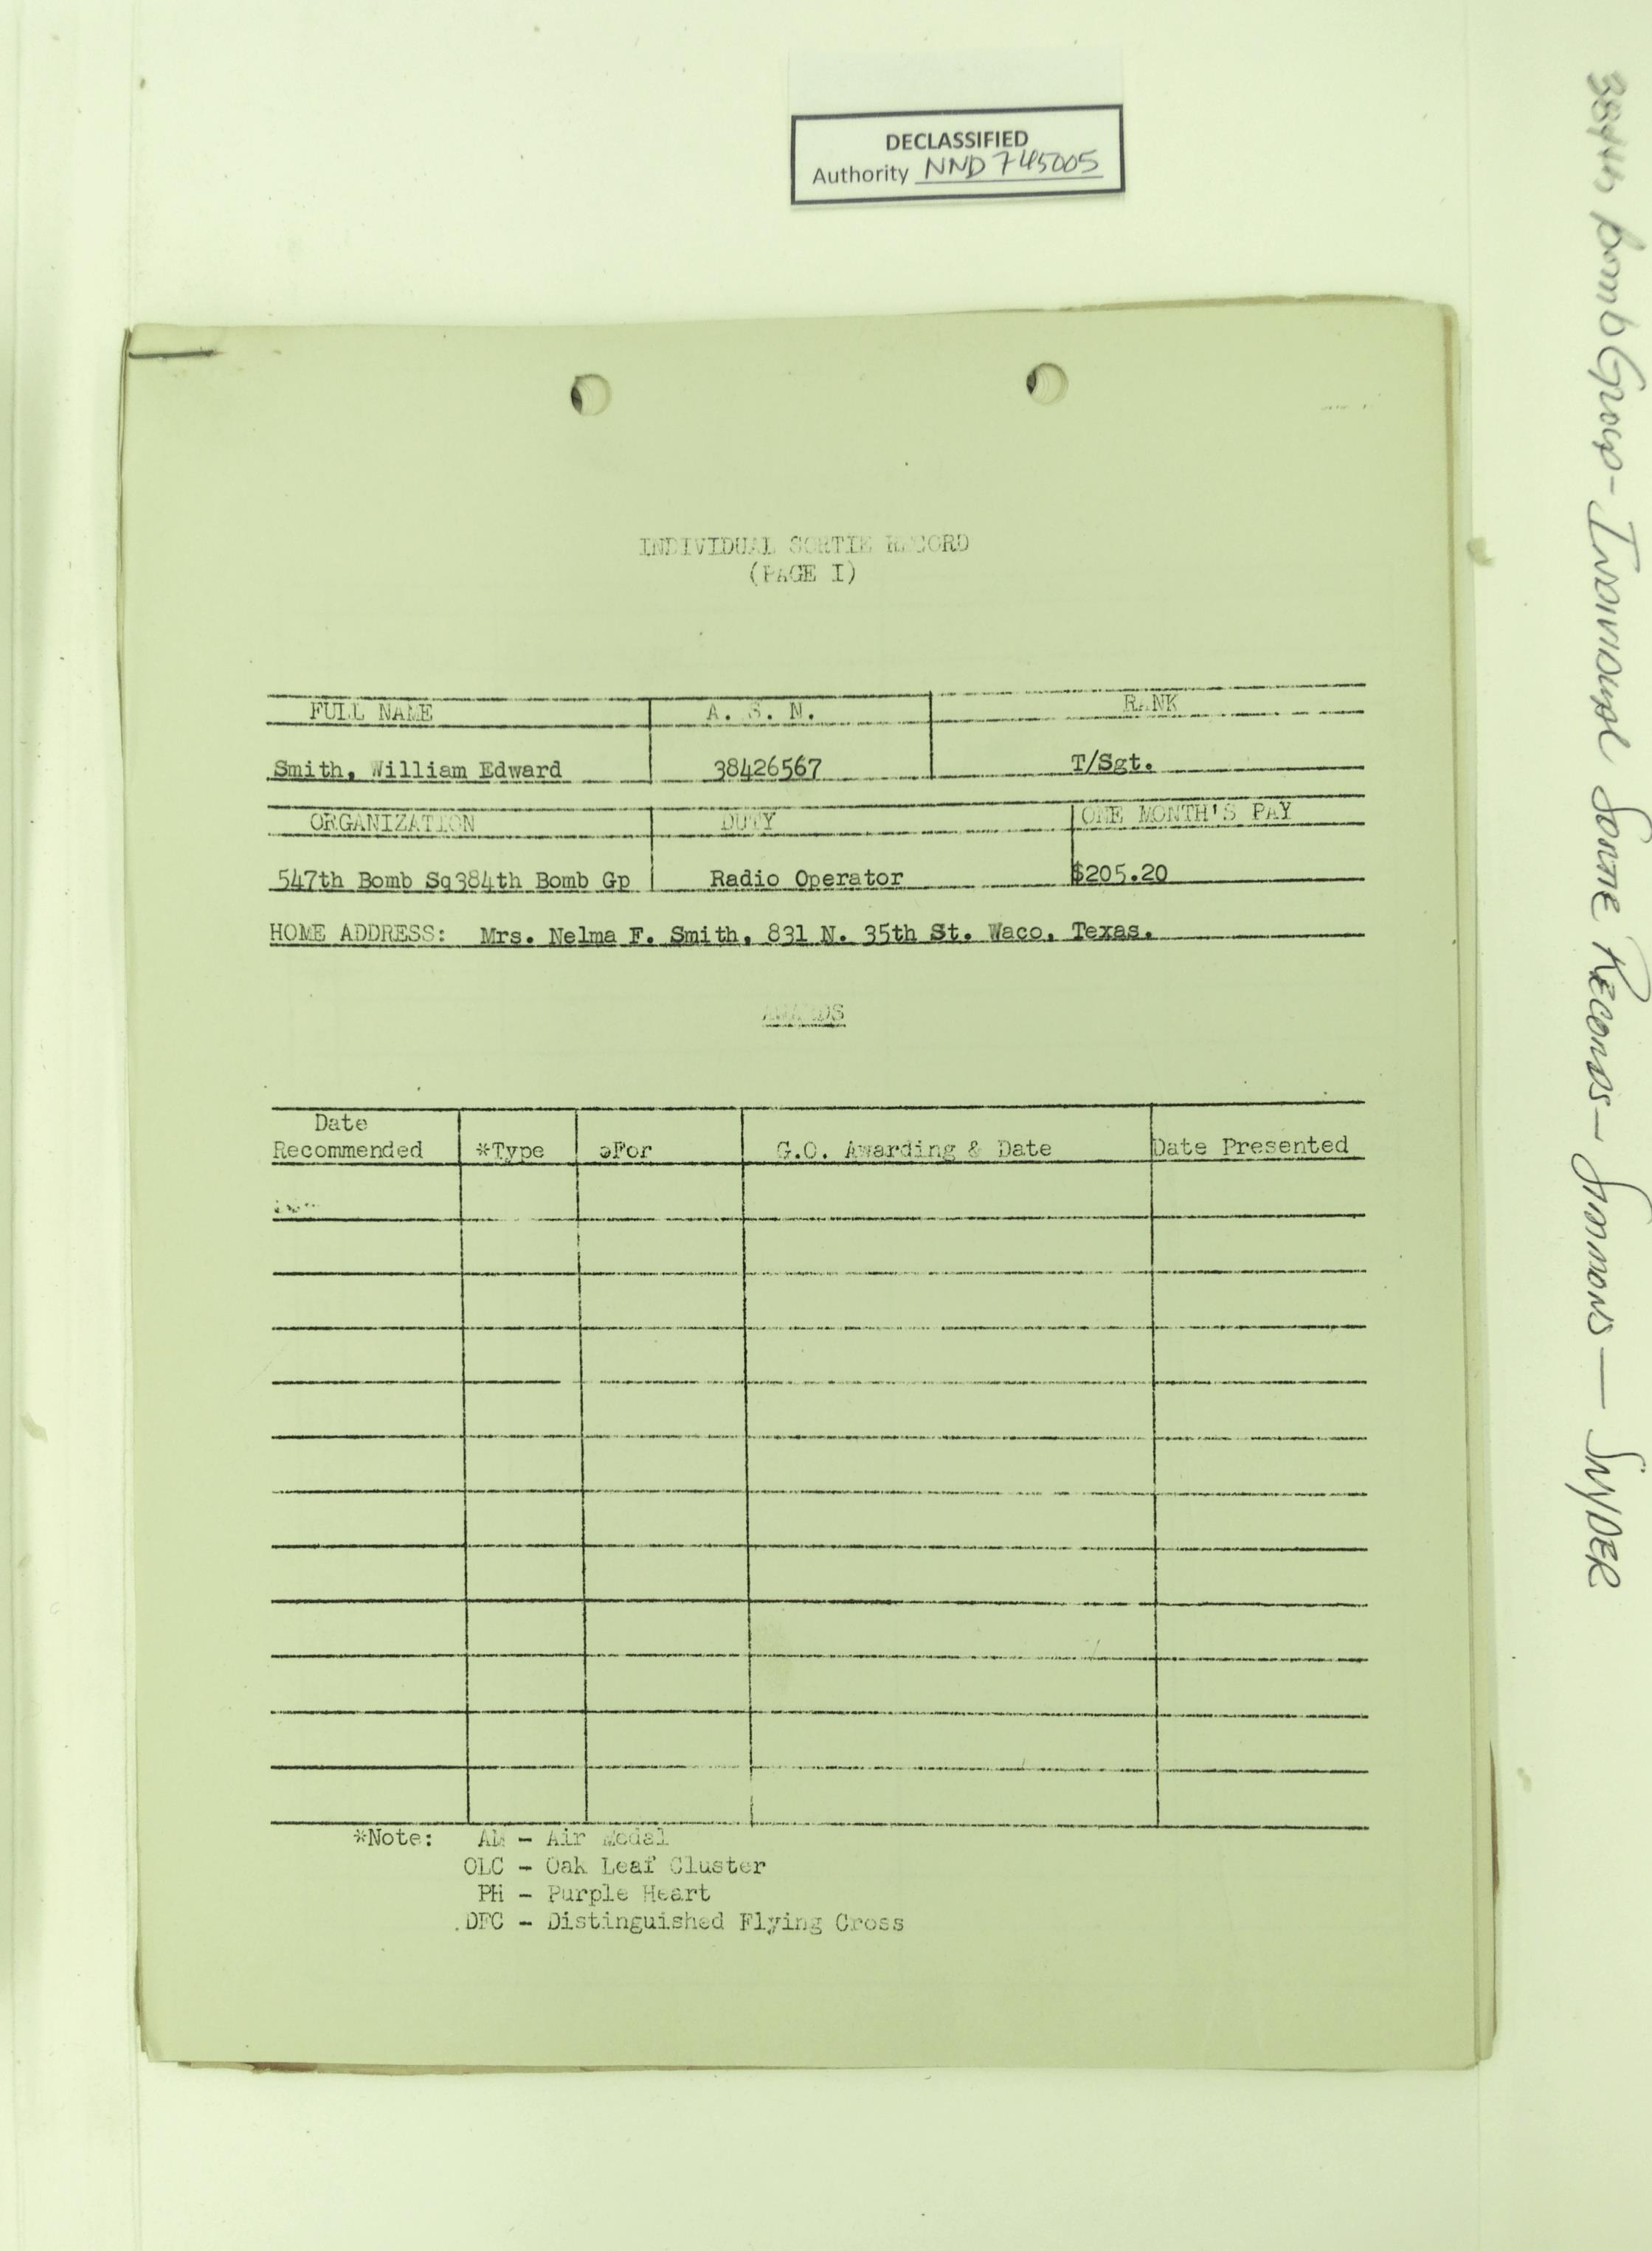 DECLASSIFIED
Authority NND 745005
INDIVIDUAL SORTIE RECORD
(PAGE I)
FULL NAME A. S. N. RANK
Smith, William Edward 38426567 T/Sgt.
ORGANIZATION DUTY ONE MONTH'S PAY
547th Bomb Sq384th Bomb Gp Radio Operator $205.20
HOME ADDRESS: Mrs. Nelma F. Smith, 831 N. 35th St. Waco, Texas.
AWARDS
Date
Recommended *Type For G.O. Awarding & Date Date Presented
*Note: AM - Air Medal
OLC - Oak Leaf Cluster
PH - Purple Heart
DFC - Distinguished Flying Cross
384th Bomb Group - Individual Sortie Records - Simmons - Snyder